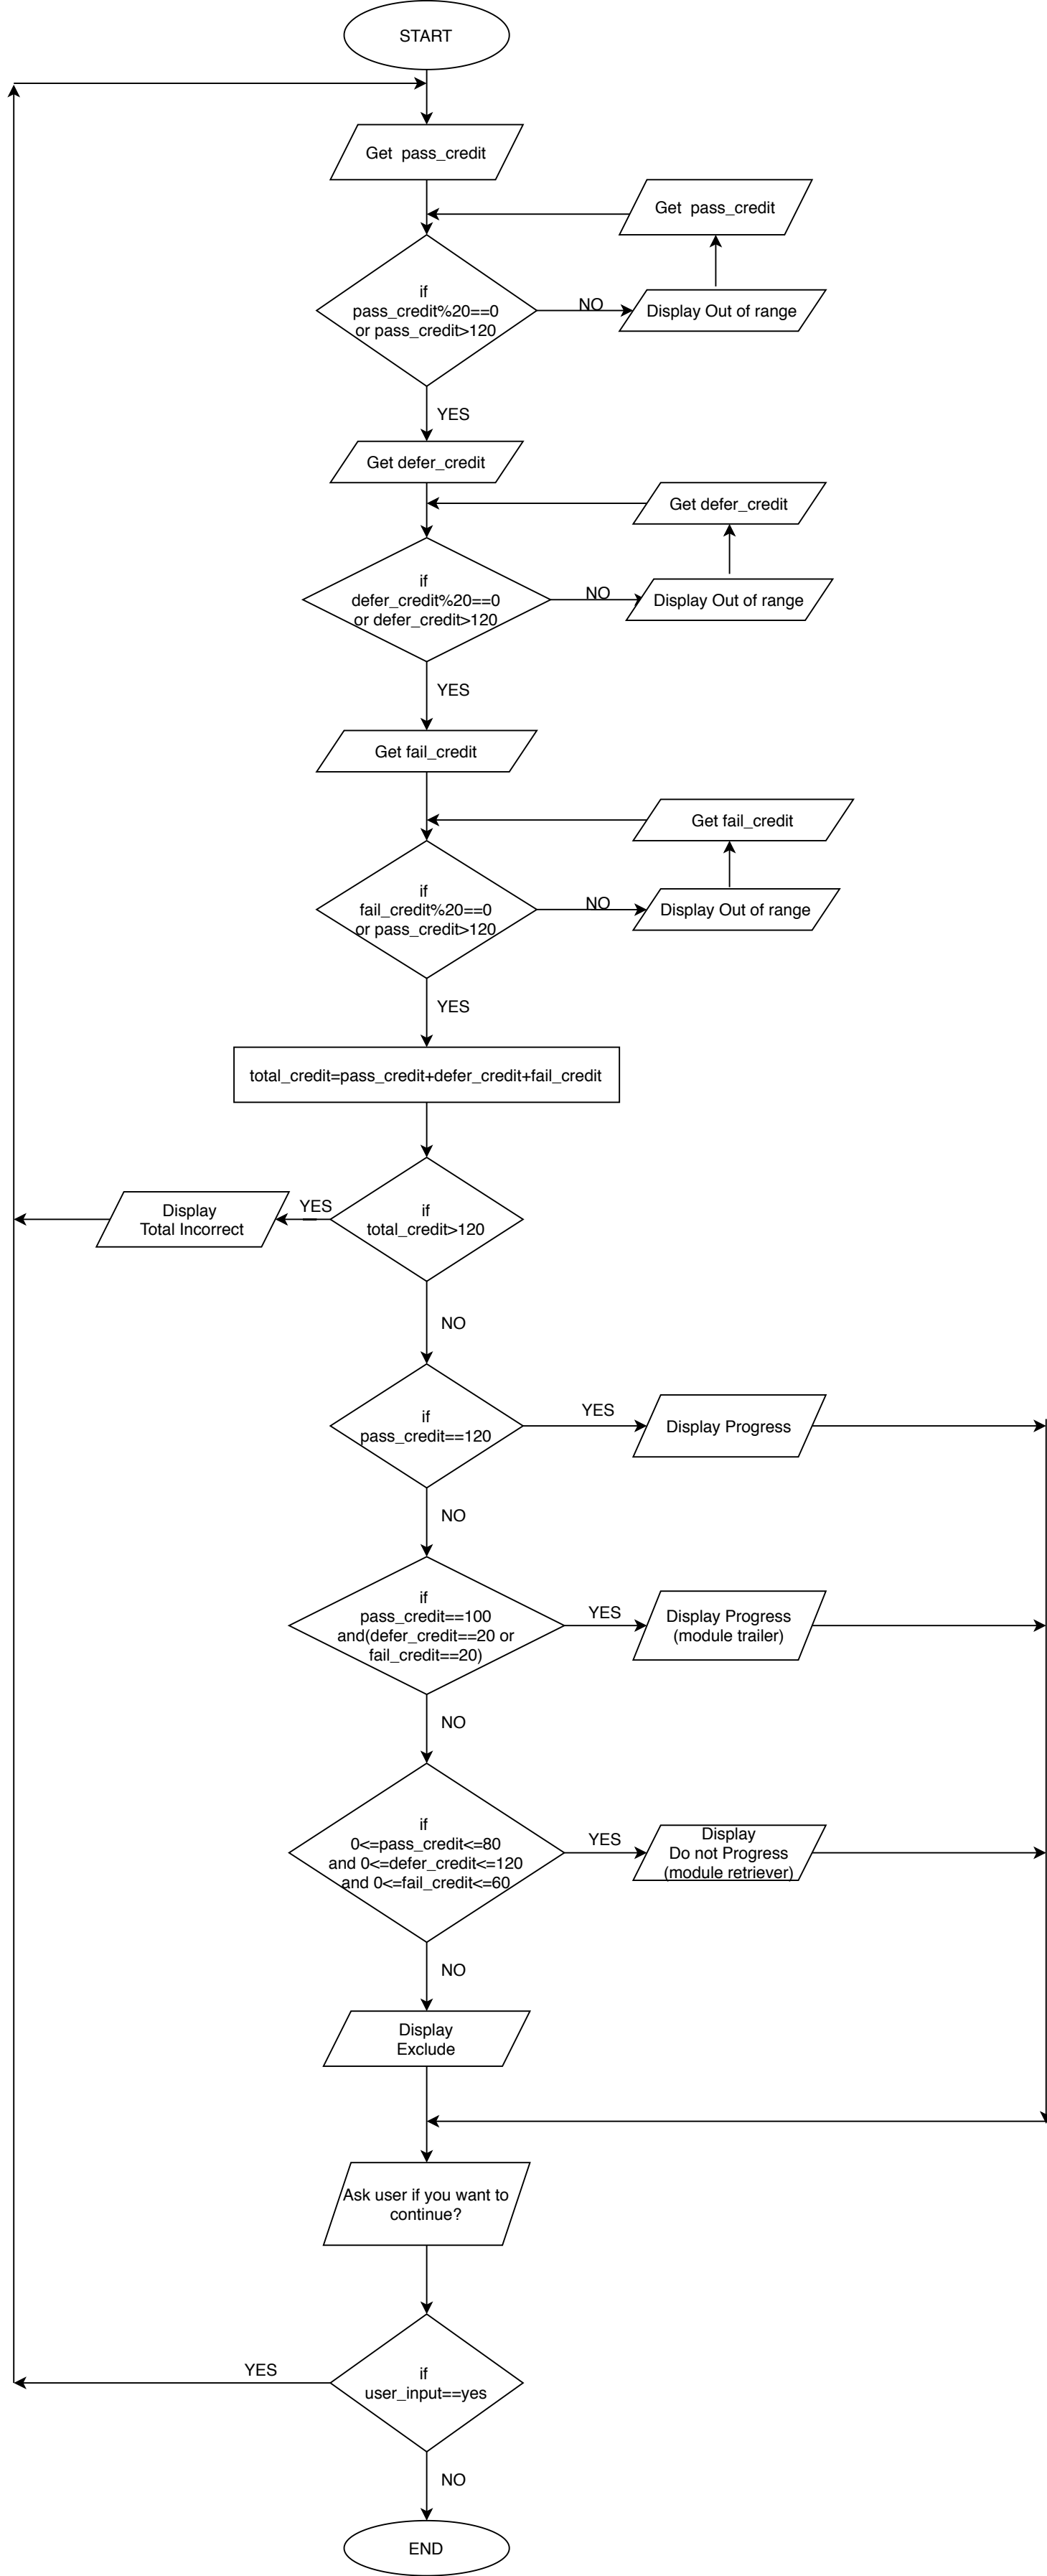 START
Get  pass_credit
Get  pass_credit
if
pass_credit%20==0
or pass_credit>120
NO
Display Out of range
YES
Get defer_credit
Get defer_credit
if
defer_credit%20==0
or defer_credit>120
NO
Display Out of range
YES
Get fail_credit
Get fail_credit
if
fail_credit%20==0
or pass_credit>120
NO
Display Out of range
YES
total_credit=pass_credit+defer_credit+fail_credit
Display
Total Incorrect
YES
if
total_credit>120
NO
if
pass_credit==120
YES
Display Progress
NO
if
pass_credit==100
and(defer_credit==20 or
fail_credit==20)
YES
Display Progress
(module trailer)
NO
if
0<=pass_credit<=80
and 0<=defer_credit<=120
and 0<=fail_credit<=60
YES
Display
Do not Progress
(module retriever)
NO
Display
Exclude
Ask user if you want to
continue?
YES
if
user_input==yes
NO
END